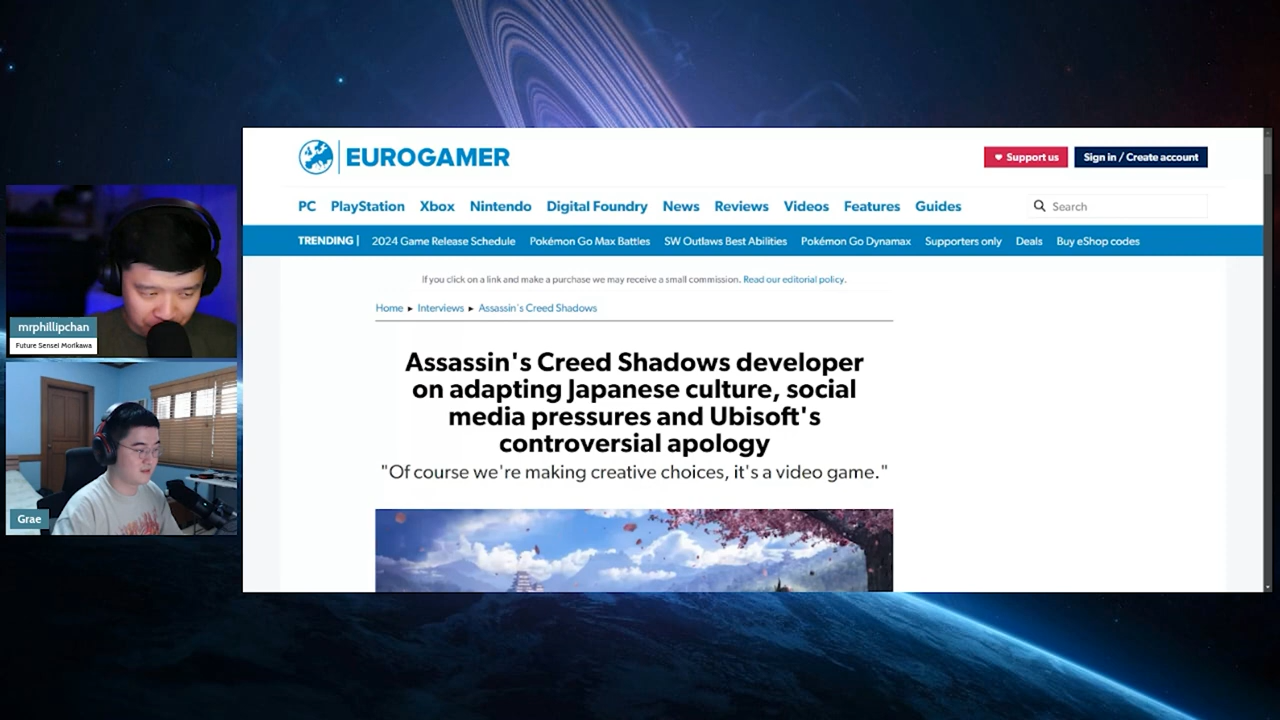 EUROGAMER
Support us
Sign in / Create account
PC PlayStation Xbox Nintendo Digital Foundry News Reviews Videos Features Guides
Search
TRENDING | 2024 Game Release Schedule Pokémon Go Max Battles SW Outlaws Best Abilities Pokémon Go Dynamax Supporters only Deals Buy eShop codes
If you click on a link and make a purchase we may receive a small commission. Read our editorial policy.
Home ▸ Interviews ▸ Assassin's Creed Shadows
Assassin's Creed Shadows developer
on adapting Japanese culture, social
media pressures and Ubisoft's
controversial apology
"Of course we're making creative choices, it's a video game."
mrphillipchan
Future Sensei Morikawa
Grae